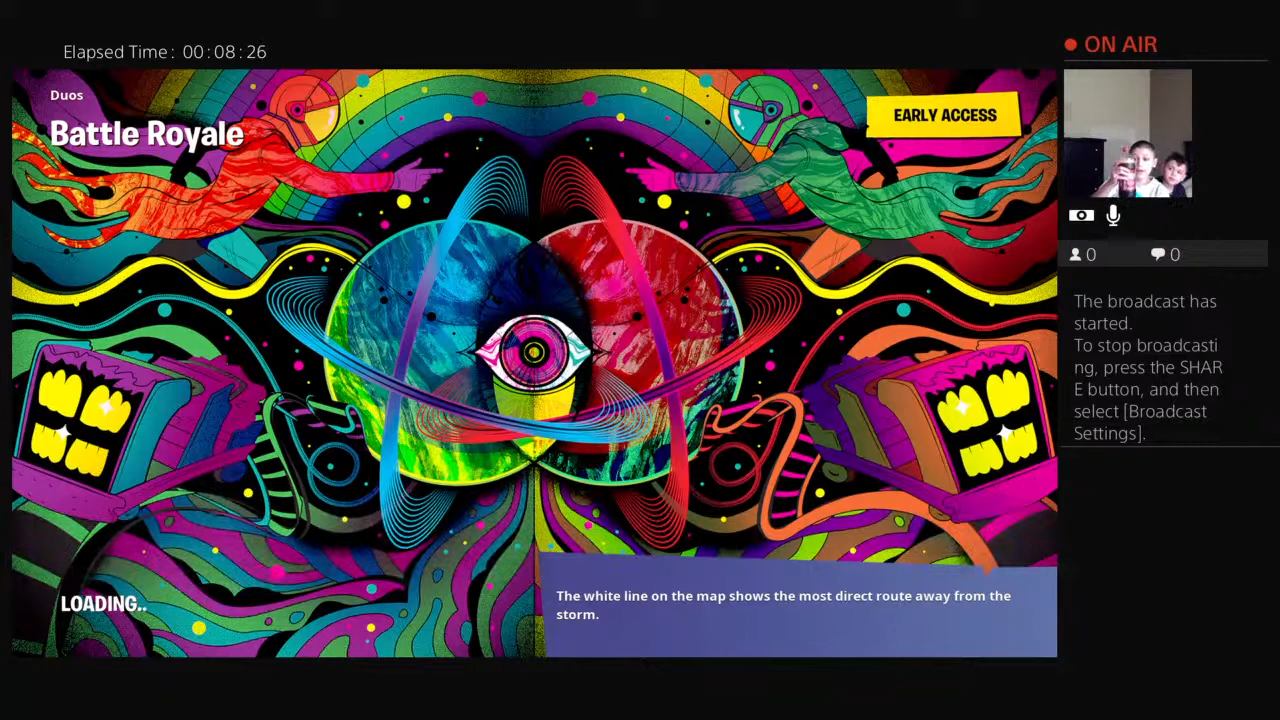 Elapsed Time: 00:08:26
ON AIR
Duos
Battle Royale
EARLY ACCESS
0
0
The broadcast has
started.
To stop broadcasti
ng, press the SHAR
E button, and then
select [Broadcast
Settings].
LOADING..
The white line on the map shows the most direct route away from the
storm.